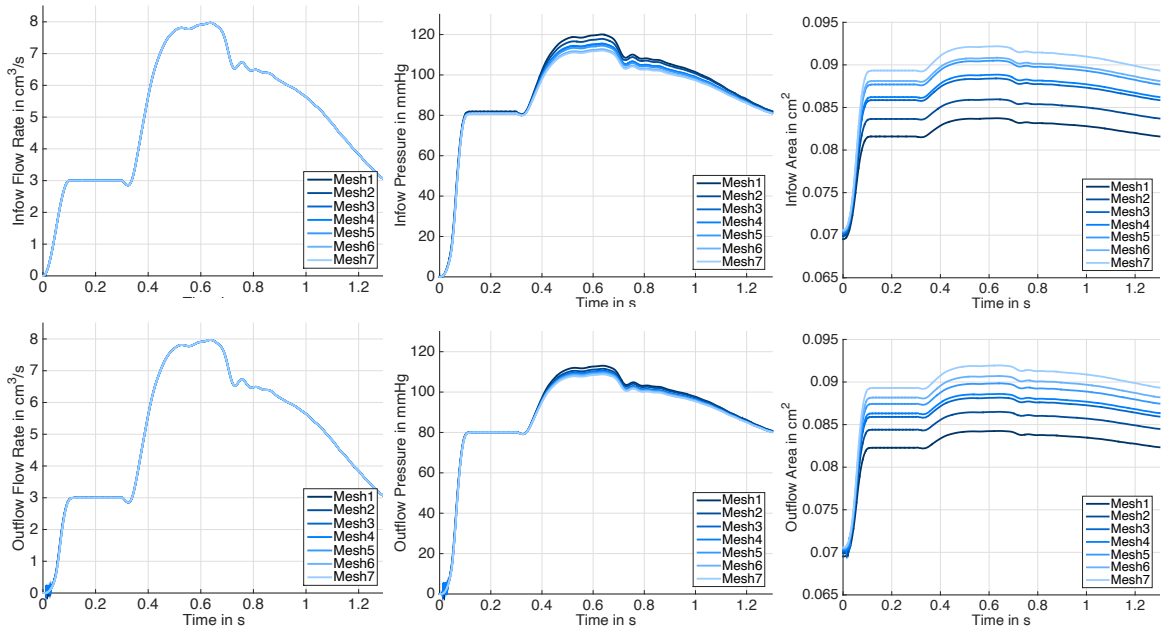 Infow Flow Rate in cm³/s
8
7
6
5
4
3
2
1
0
0 0.2 0.4 0.6 0.8 1 1.2
Mesh1
Mesh2
Mesh3
Mesh4
Mesh5
Mesh6
Mesh7
Infow Pressure in mmHg
120
100
80
60
40
20
0
0 0.2 0.4 0.6 0.8 1 1.2
Time in s
Mesh1
Mesh2
Mesh3
Mesh4
Mesh5
Mesh6
Mesh7
Infow Area in cm²
0.095
0.09
0.085
0.08
0.075
0.07
0.065
0 0.2 0.4 0.6 0.8 1 1.2
Time in s
Mesh1
Mesh2
Mesh3
Mesh4
Mesh5
Mesh6
Mesh7
Outflow Flow Rate in cm³/s
8
7
6
5
4
3
2
1
0
0 0.2 0.4 0.6 0.8 1 1.2
Time in s
Mesh1
Mesh2
Mesh3
Mesh4
Mesh5
Mesh6
Mesh7
Outflow Pressure in mmHg
120
100
80
60
40
20
0
0 0.2 0.4 0.6 0.8 1 1.2
Time in s
Mesh1
Mesh2
Mesh3
Mesh4
Mesh5
Mesh6
Mesh7
Outflow Area in cm²
0.095
0.09
0.085
0.08
0.075
0.07
0.065
0 0.2 0.4 0.6 0.8 1 1.2
Time in s
Mesh1
Mesh2
Mesh3
Mesh4
Mesh5
Mesh6
Mesh7